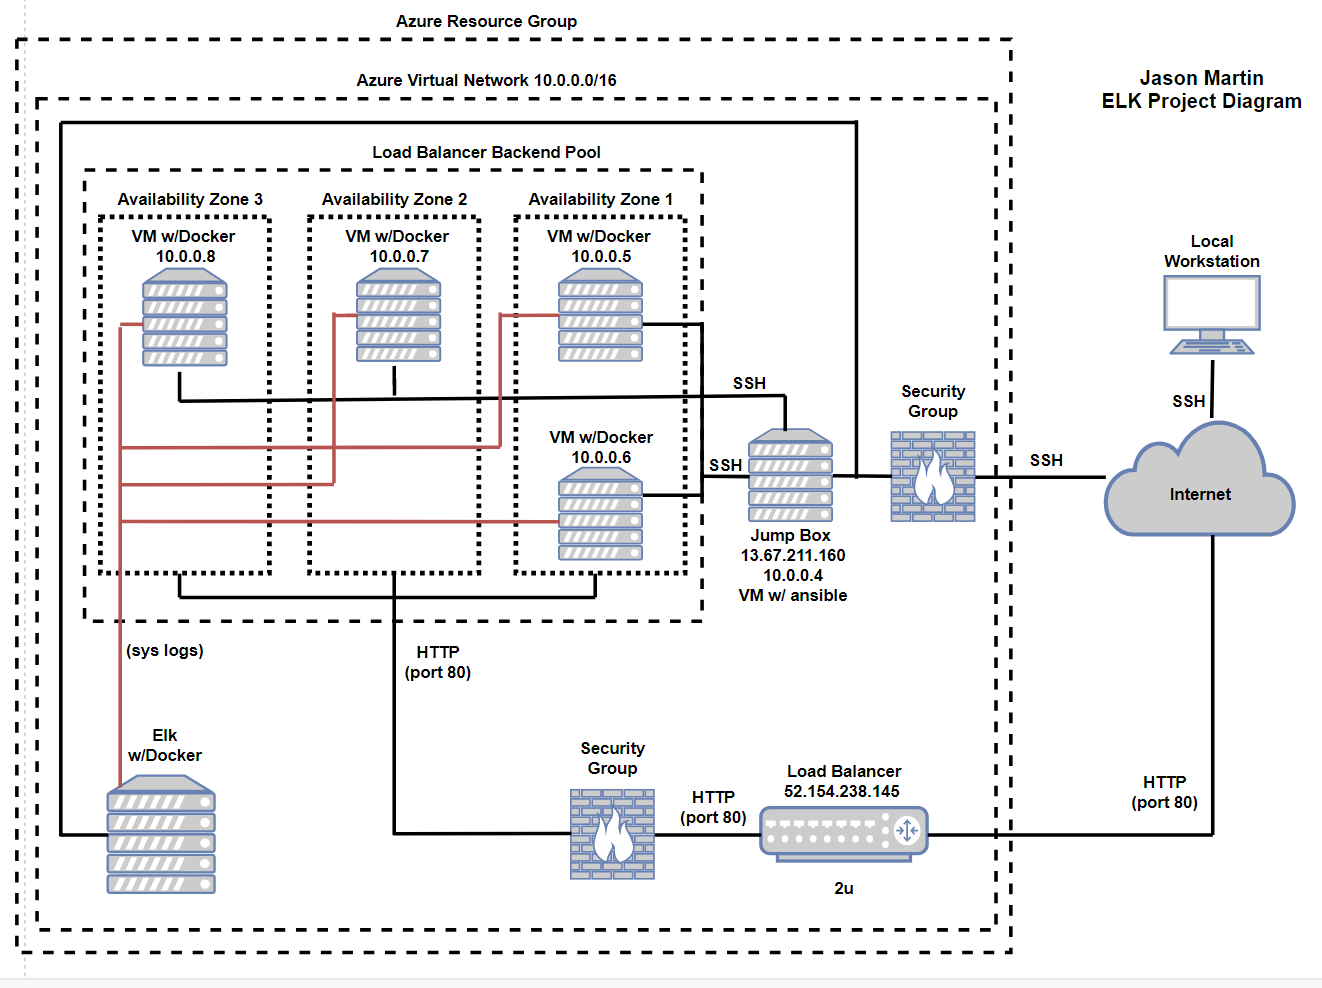 Azure Resource Group
Azure Virtual Network 10.0.0.0/16
Jason Martin
ELK Project Diagram
Load Balancer Backend Pool
Availability Zone 3
Availability Zone 2
Availability Zone 1
VM w/Docker
10.0.0.8
VM w/Docker
10.0.0.7
VM w/Docker
10.0.0.5
Local
Workstation
SSH
Security
Group
SSH
VM w/Docker
10.0.0.6
SSH
SSH
Internet
Jump Box
13.67.211.160
10.0.0.4
VM w/ ansible
(sys logs)
HTTP
(port 80)
Elk
w/Docker
Security
Group
HTTP
(port 80)
Load Balancer
52.154.238.145
HTTP
(port 80)
2u